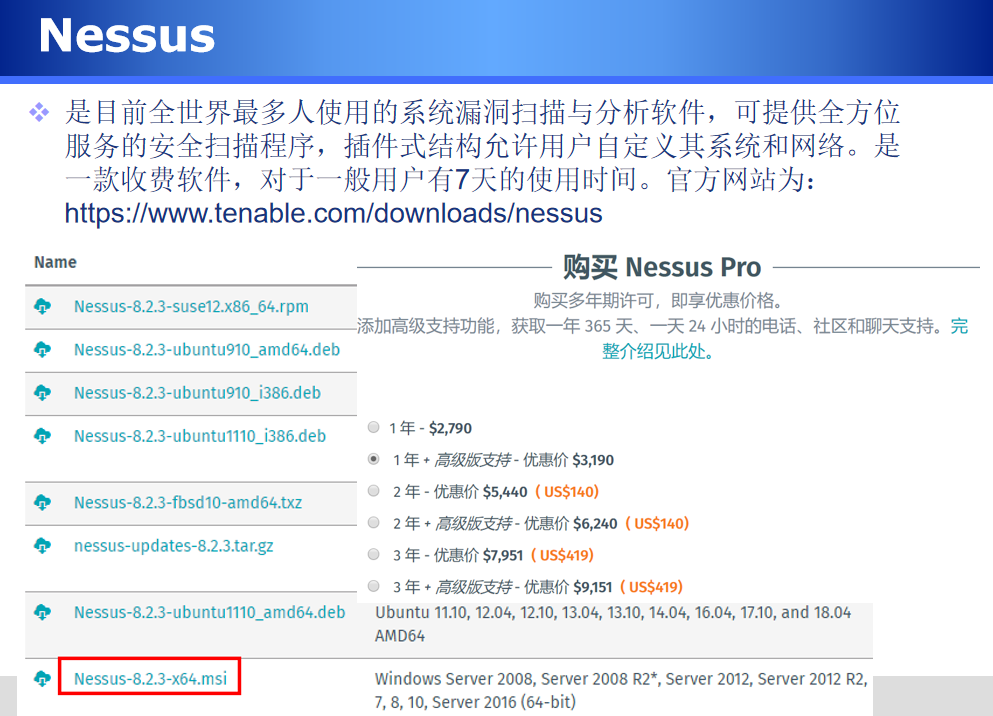 Nessus
是目前全世界最多人使用的系统漏洞扫描与分析软件，可提供全方位
服务的安全扫描程序，插件式结构允许用户自定义其系统和网络。是
一款收费软件，对于一般用户有7天的使用时间。官方网站为：
https://www.tenable.com/downloads/nessus
Name
Nessus-8.2.3-suse12.x86_64.rpm
Nessus-8.2.3-ubuntu910_amd64.deb
Nessus-8.2.3-ubuntu910_i386.deb
Nessus-8.2.3-ubuntu1110_i386.deb
Nessus-8.2.3-fbsd10-amd64.txz
nessus-updates-8.2.3.tar.gz
购买 Nessus Pro
购买多年期许可，即享优惠价格。
添加高级支持功能，获取一年 365 天、一天 24 小时的电话、社区和聊天支持。完
整介绍见此处。
1 年 - $2,790
1 年 + 高级版支持 - 优惠价 $3,190
2 年 - 优惠价 $5,440 ( US$140)
2 年 + 高级版支持 - 优惠价 $6,240 ( US$140)
3 年 - 优惠价 $7,951 ( US$419)
3 年 + 高级版支持 - 优惠价 $9,151 ( US$419)
Nessus-8.2.3-ubuntu1110_amd64.deb
Ubuntu 11.10, 12.04, 12.10, 13.04, 13.10, 14.04, 16.04, 17.10, and 18.04
AMD64
Nessus-8.2.3-x64.msi
Windows Server 2008, Server 2008 R2*, Server 2012, Server 2012 R2,
7, 8, 10, Server 2016 (64-bit)